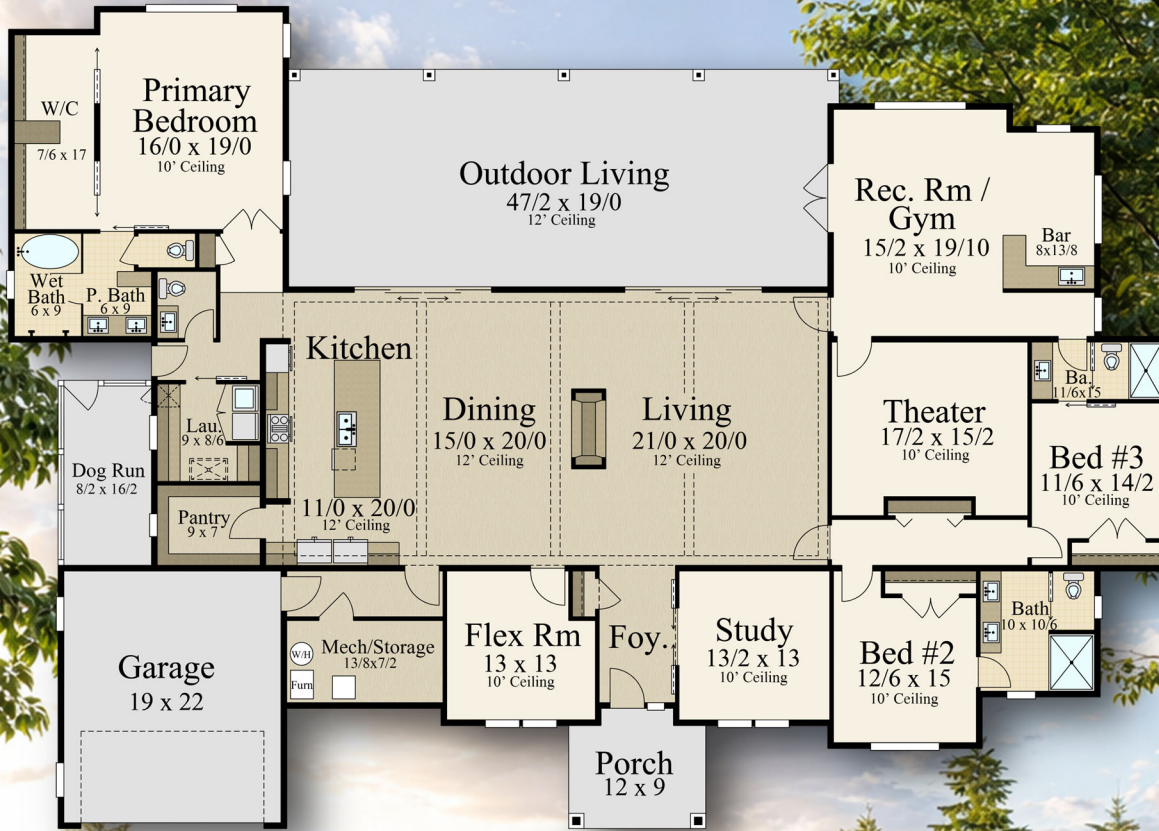 Primary
Bedroom
16/0 x 19/0
10' Ceiling
W/C
7/6 x 17
Outdoor Living
47/2 x 19/0
12' Ceiling
Rec. Rm /
Gym
15/2 x 19/10
10' Ceiling
Bar
8x13/8
Wet
Bath
6 x 9
P. Bath
6 x 9
Kitchen
11/0 x 20/0
12' Ceiling
Dining
15/0 x 20/0
12' Ceiling
Living
21/0 x 20/0
12' Ceiling
Theater
17/2 x 15/2
10' Ceiling
Ba.
11/6x15
Bed #3
11/6 x 14/2
10' Ceiling
Lau.
9 x 8/6
Dog Run
8/2 x 16/2
Pantry
9 x 7
Garage
19 x 22
Mech/Storage
13/8x7/2
W/H
Furn
Flex Rm
13 x 13
10' Ceiling
Foy.
Study
13/2 x 13
10' Ceiling
Bed #2
12/6 x 15
10' Ceiling
Bath
10 x 10/6
Porch
12 x 9